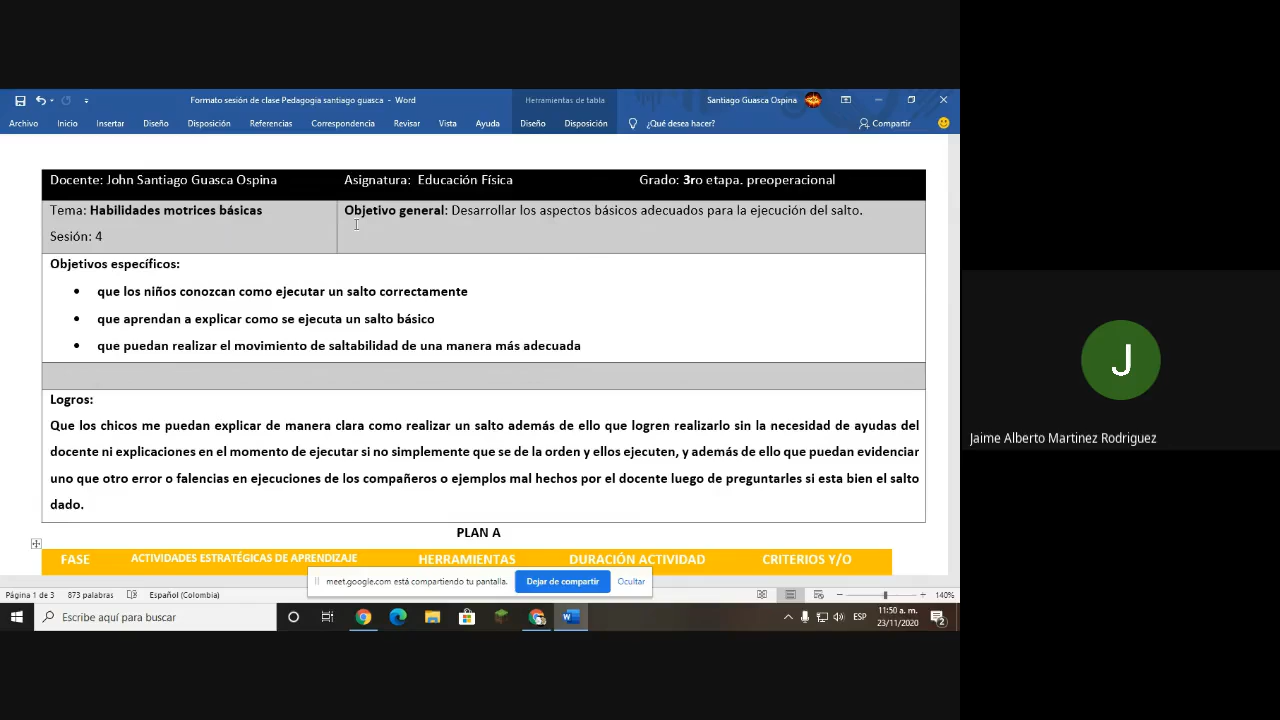 Formato sesión de clase Pedagogia santiago guasca - Word
Herramientas de tabla
Santiago Guasca Ospina
Archivo Inicio Insertar Diseño Disposición Referencias Correspondencia Revisar Vista Ayuda Diseño Disposición ¿Qué desea hacer? Compartir
Docente: John Santiago Guasca Ospina Asignatura: Educación Física Grado: 3ro etapa. preoperacional
Tema: Habilidades motrices básicas Objetivo general: Desarrollar los aspectos básicos adecuados para la ejecución del salto.
Sesión: 4
Objetivos específicos:
• que los niños conozcan como ejecutar un salto correctamente
• que aprendan a explicar como se ejecuta un salto básico
• que puedan realizar el movimiento de saltabilidad de una manera más adecuada
Logros:
Que los chicos me puedan explicar de manera clara como realizar un salto además de ello que logren realizarlo sin la necesidad de ayudas del
docente ni explicaciones en el momento de ejecutar si no simplemente que se de la orden y ellos ejecuten, y además de ello que puedan evidenciar
uno que otro error o falencias en ejecuciones de los compañeros o ejemplos mal hechos por el docente luego de preguntarles si esta bien el salto
dado.
PLAN A
FASE ACTIVIDADES ESTRATÉGICAS DE APRENDIZAJE HERRAMIENTAS DURACIÓN ACTIVIDAD CRITERIOS Y/O
meet.google.com está compartiendo tu pantalla. Dejar de compartir Ocultar
Página 1 de 3 873 palabras Español (Colombia) 140%
Escribe aquí para buscar
ESP
11:50 a. m.
23/11/2020
2
J
Jaime Alberto Martinez Rodriguez